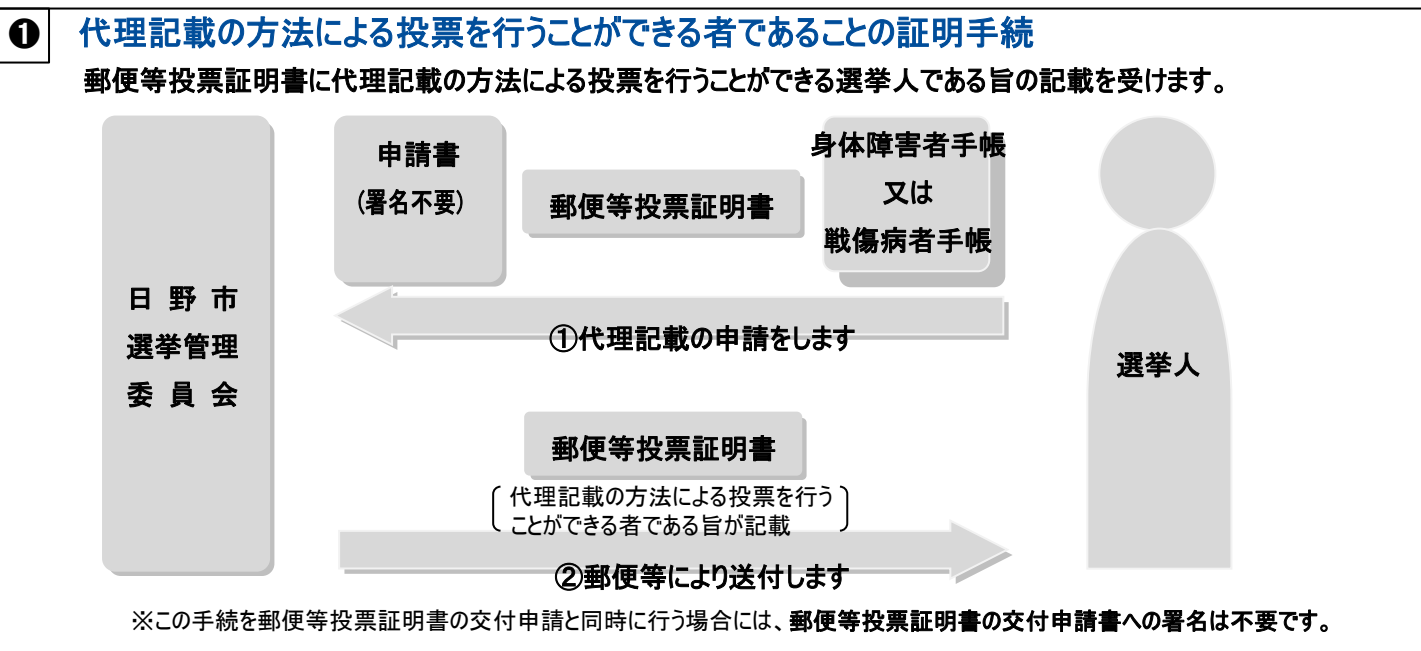 ❶ 代理記載の方法による投票を行うことができる者であることの証明手続
郵便等投票証明書に代理記載の方法による投票を行うことができる選挙人である旨の記載を受けます。
申請書
(署名不要)
郵便等投票証明書
身体障害者手帳
又は
戦傷病者手帳
日野市
選挙管理
委員会
①代理記載の申請をします
選挙人
郵便等投票証明書
代理記載の方法による投票を行う
ことができる者である旨が記載
②郵便等により送付します
※この手続を郵便等投票証明書の交付申請と同時に行う場合には、郵便等投票証明書の交付申請書への署名は不要です。